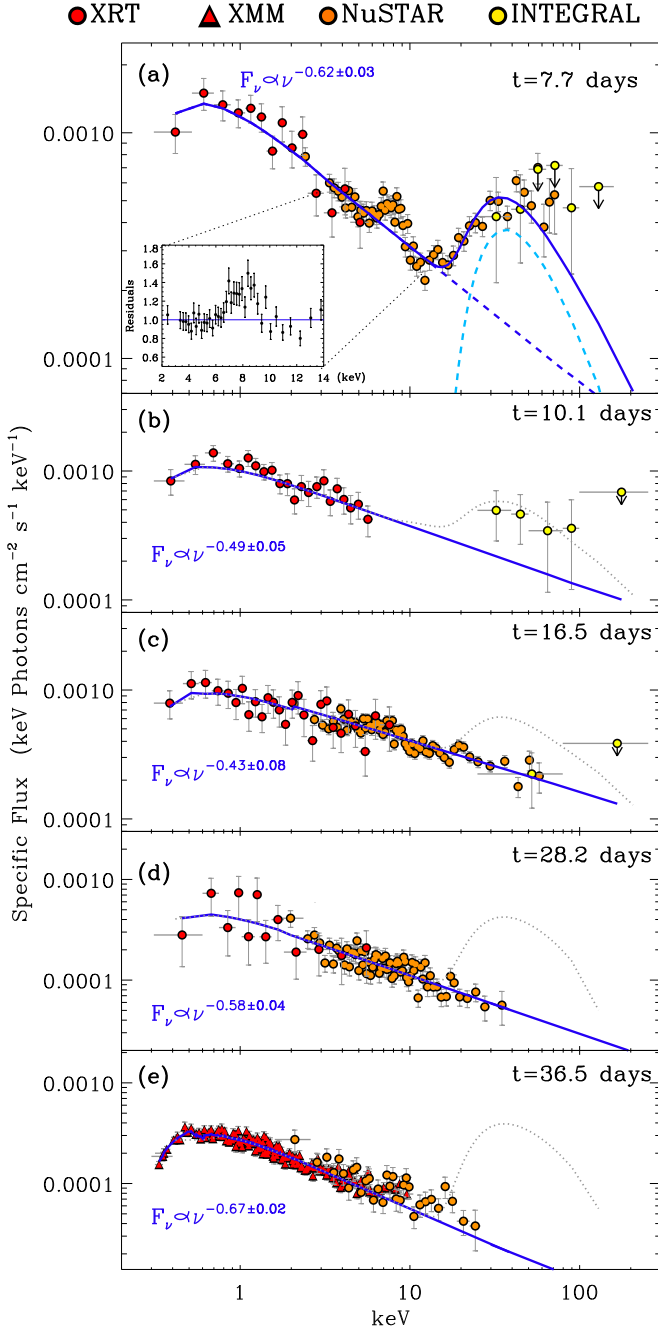 XRT XMM NuSTAR INTEGRAL
(a)
Fν∝ν−0.62±0.03
t=7.7 days
0.0010
0.0001
1.8
1.6
1.4
1.2
1.0
0.8
0.6
Residuals
2 4 6 8 10 12 14 (keV)
(b)
t=10.1 days
0.0010
Fν∝ν−0.49±0.05
0.0001
(c)
t=16.5 days
0.0010
Fν∝ν−0.43±0.08
0.0001
(d)
t=28.2 days
0.0010
0.0001
Fν∝ν−0.58±0.04
(e)
t=36.5 days
0.0010
0.0001
Fν∝ν−0.67±0.02
1 10 100
keV
Specific Flux (keV Photons cm−2 s−1 keV−1)